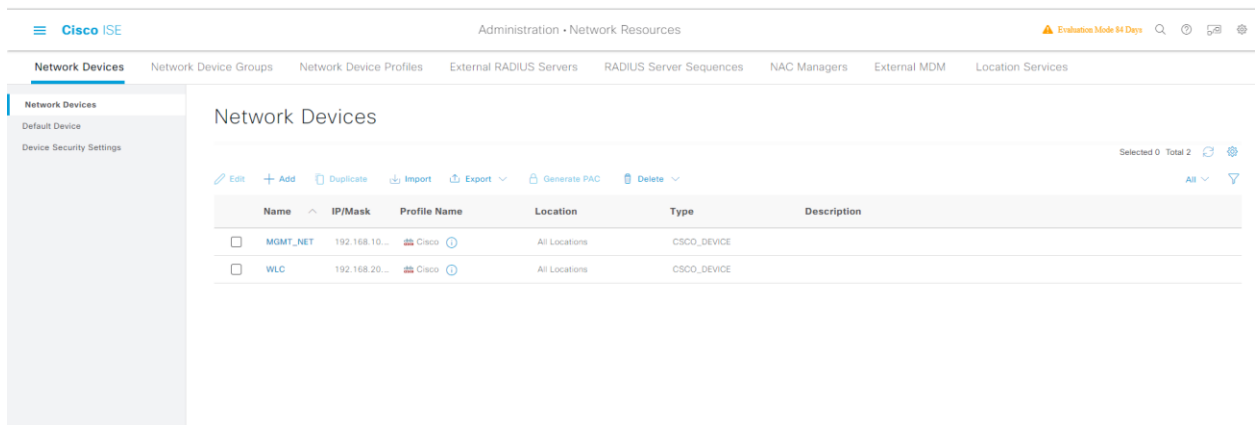 Cisco ISE
Administration • Network Resources
Evaluation Mode 84 Days
Network Devices Network Device Groups Network Device Profiles External RADIUS Servers RADIUS Server Sequences NAC Managers External MDM Location Services
Network Devices
Default Device
Device Security Settings
Network Devices
Selected 0 Total 2
Edit Add Duplicate Import Export Generate PAC Delete All
Name IP/Mask Profile Name Location Type Description
MGMT_NET 192.168.10... Cisco All Locations CSCO_DEVICE
WLC 192.168.20... Cisco All Locations CSCO_DEVICE